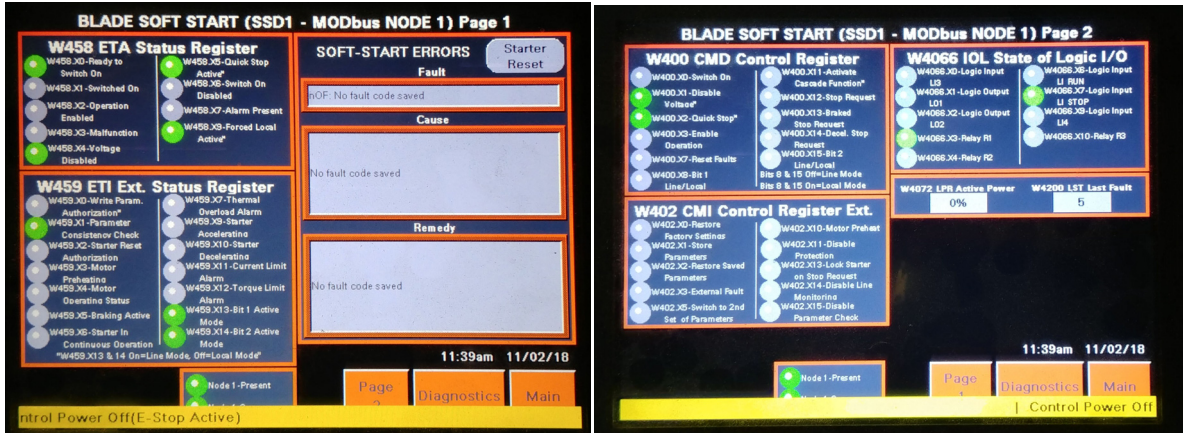 BLADE SOFT START (SSD1 - MODbus NODE 1) Page 1
W458 ETA Status Register
W458.X0-Ready to
Switch On
W458.X1-Switched On
W458.X2-Operation
Enabled
W458.X3-Malfunction
W458.X4-Voltage
Disabled
W458.X5-Quick Stop
Active"
W458.X6-Switch On
Disabled
W458.X7-Alarm Present
W458.X9-Forced Local
Active"
W459 ETI Ext. Status Register
W459.X0-Write Param.
Authorization"
W459.X1-Parameter
Consistency Check
W459.X2-Starter Reset
Authorization
W459.X3-Motor
Preheating
W459.X4-Motor
Operating Status
W459.X5-Braking Active
W459.X6-Starter In
Continuous Operation
W459.X7-Thermal
Overload Alarm
W459.X9-Starter
Accelerating
W459.X10-Starter
Decelerating
W459.X11-Current Limit
Alarm
W459.X12-Torque Limit
Alarm
W459.X13-Bit 1 Active
Mode
W459.X14-Bit 2 Active
Mode
"W459.X13 & 14 On=Line Mode, Off=Local Mode"
SOFT-START ERRORS
Starter
Reset
Fault
nOF: No fault code saved
Cause
No fault code saved
Remedy
No fault code saved
11:39am 11/02/18
Node 1-Present
Page
Diagnostics
Main
ntrol Power Off(E-Stop Active)
BLADE SOFT START (SSD1 - MODbus NODE 1) Page 2
W400 CMD Control Register
W400.X0-Switch On
W400.X1-Disable
Voltage"
W400.X2-Quick Stop"
W400.X3-Enable
Operation
W400.X7-Reset Faults
W400.X8-Bit 1
Line/Local
W400.X11-Activate
Cascade Function"
W400.X12-Stop Request
W400.X13-Braked
Stop Request
W400.X14-Decel. Stop
Request
W400.X15-Bit 2
Line/Local
Bits 8 & 15 Off=Line Mode
Bits 8 & 15 On=Local Mode
W402 CMI Control Register Ext.
W402.X0-Restore
Factory Settings
W402.X1-Store
Parameters
W402.X2-Restore Saved
Parameters
W402.X3-External Fault
W402.X5-Switch to 2nd
Set of Parameters
W402.X10-Motor Preheat
W402.X11-Disable
Protection
W402.X13-Lock Starter
on Stop Request
W402.X14-Disable Line
Monitoring
W402.X15-Disable
Parameter Check
W4066 IOL State of Logic I/O
W4066.X0-Logic Input
LI3
W4066.X1-Logic Output
LO1
W4066.X2-Logic Output
LO2
W4066.X3-Relay R1
W4066.X4-Relay R2
W4066.X6-Logic Input
LI RUN
W4066.X7-Logic Input
LI STOP
W4066.X9-Logic Input
LI4
W4066.X10-Relay R3
W4072 LPR Active Power
0%
W4200 LST Last Fault
5
11:39am 11/02/18
Node 1-Present
Page
Diagnostics
Main
| Control Power Off